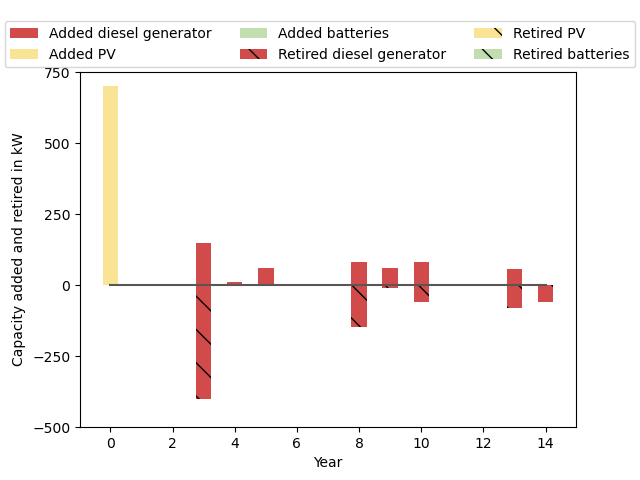 Added diesel generator Added batteries Retired PV
Added PV Retired diesel generator Retired batteries
750
500
250
0
−250
−500
Capacity added and retired in kW
0 2 4 6 8 10 12 14
Year